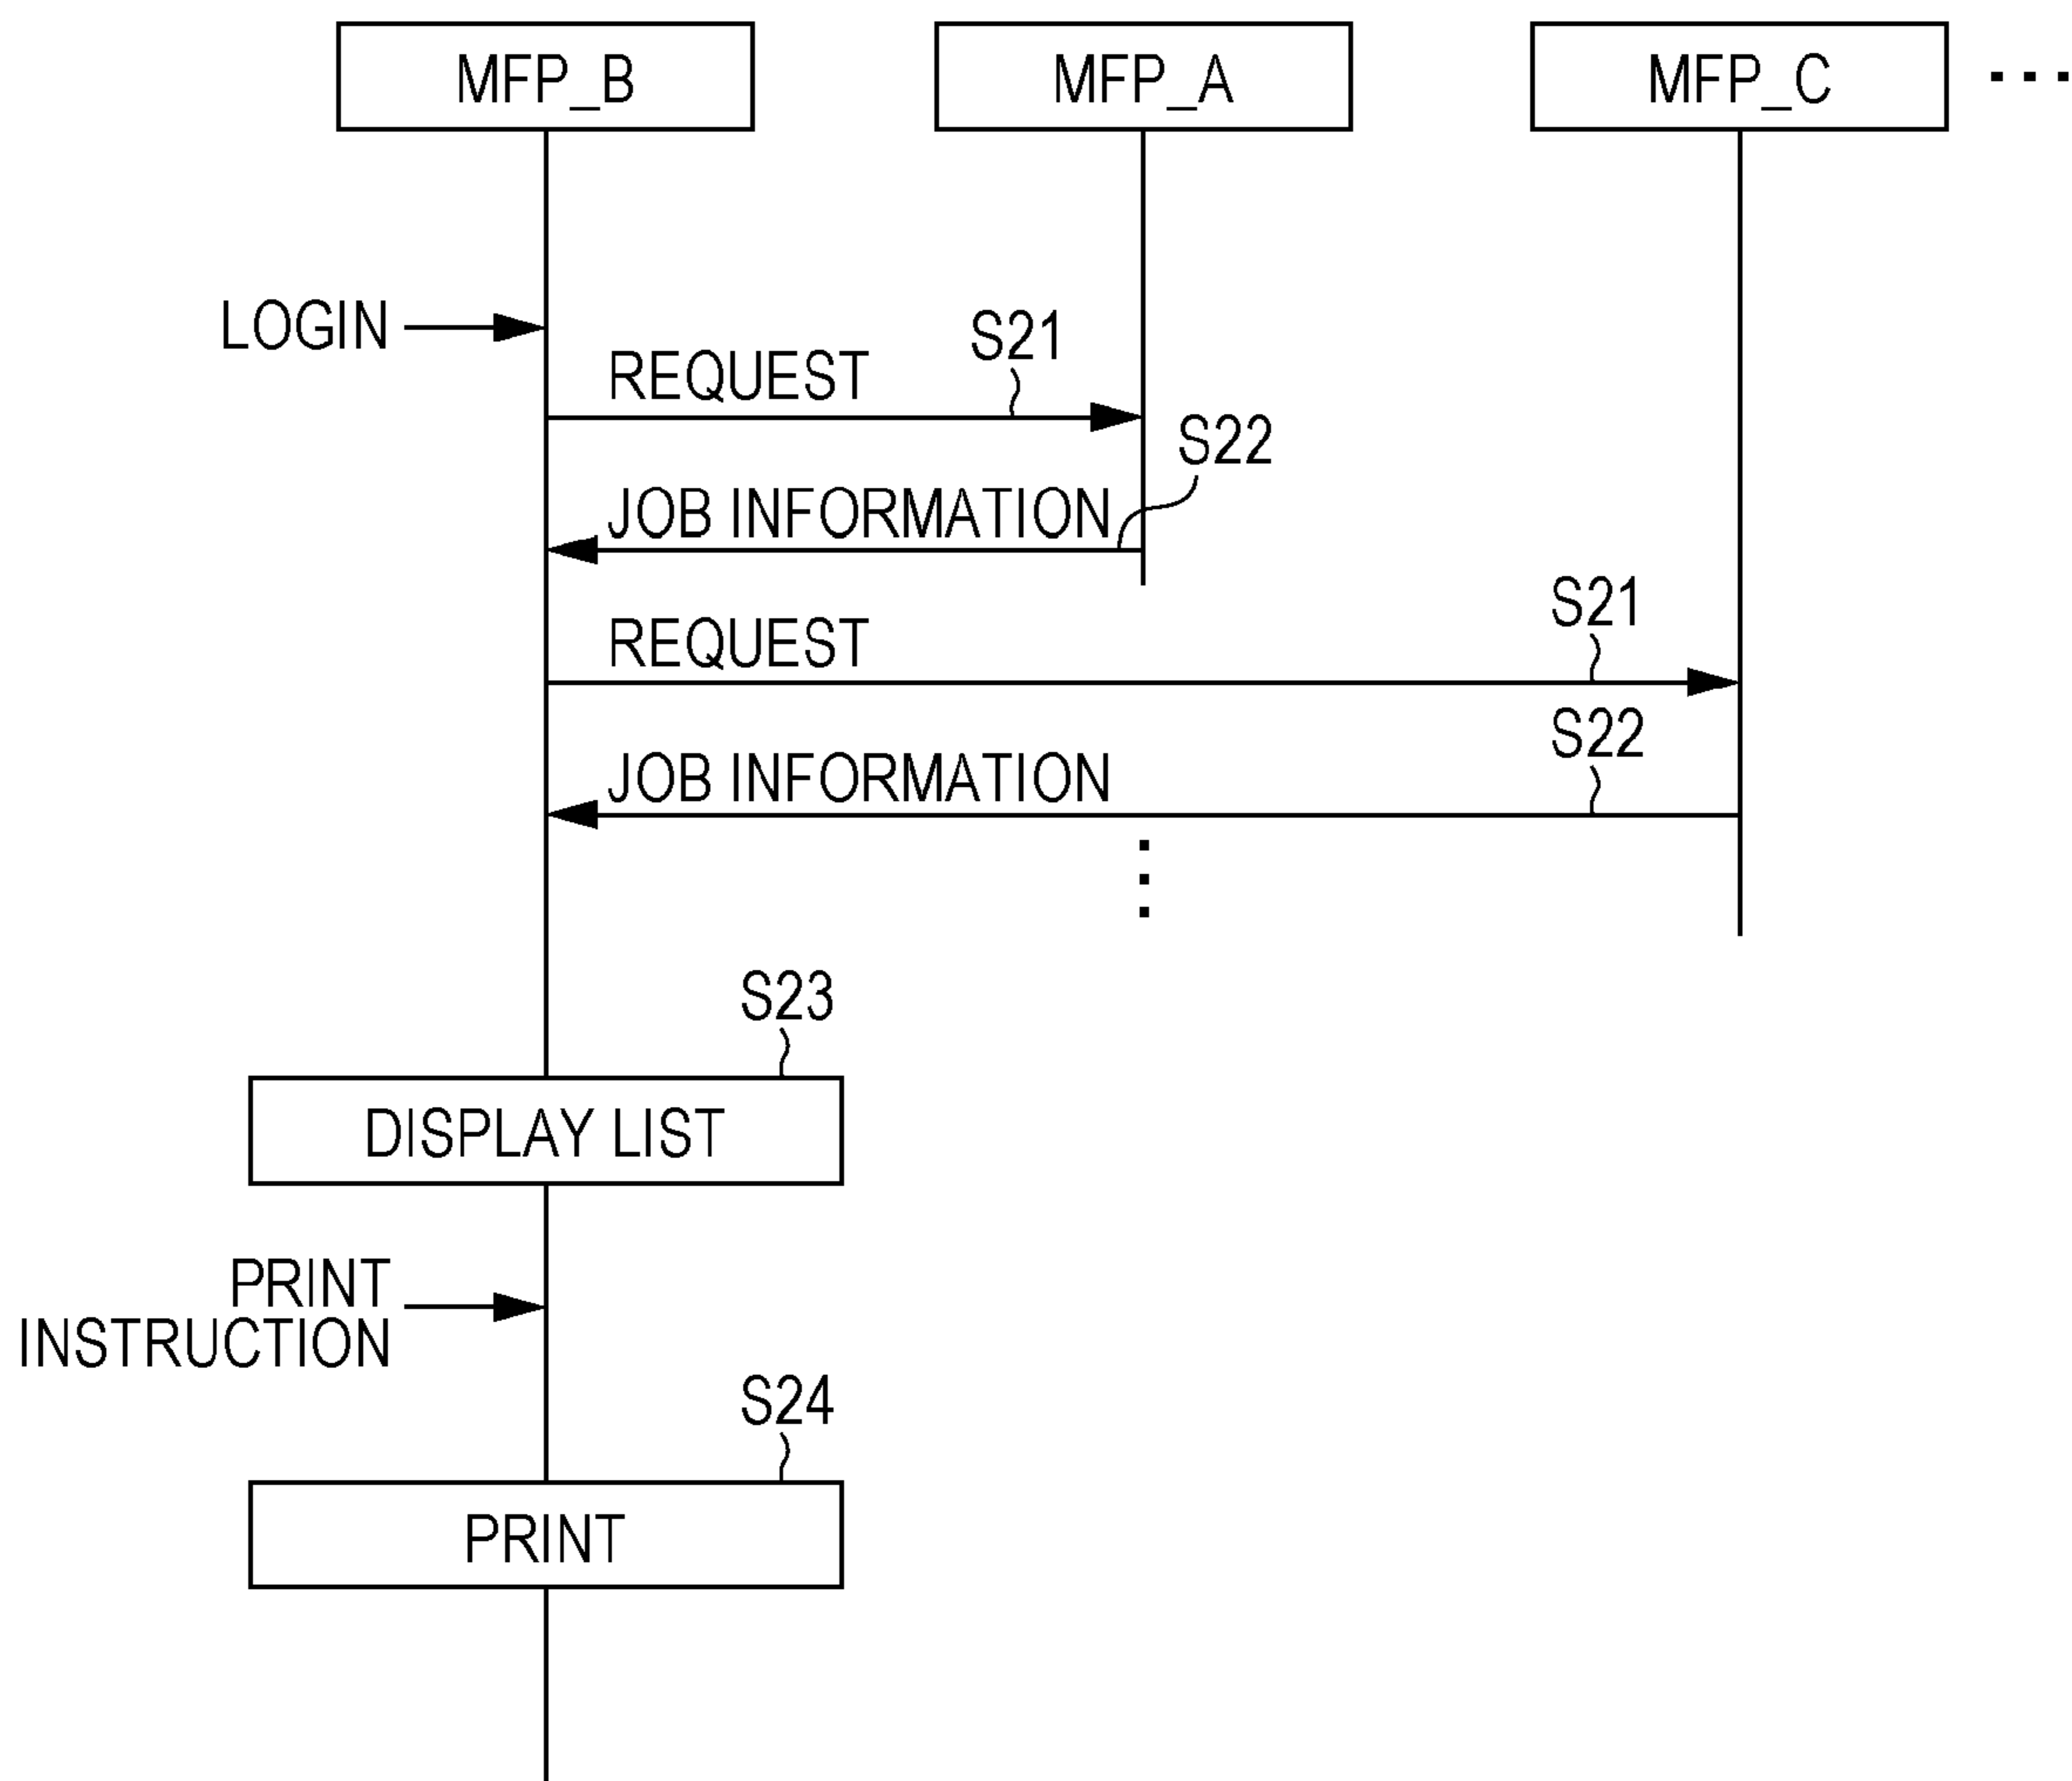 MFP_B
MFP_A
MFP_C
...
LOGIN
REQUEST
S21
S22
JOB INFORMATION
S21
REQUEST
S22
JOB INFORMATION
S23
DISPLAY LIST
PRINT
INSTRUCTION
S24
PRINT